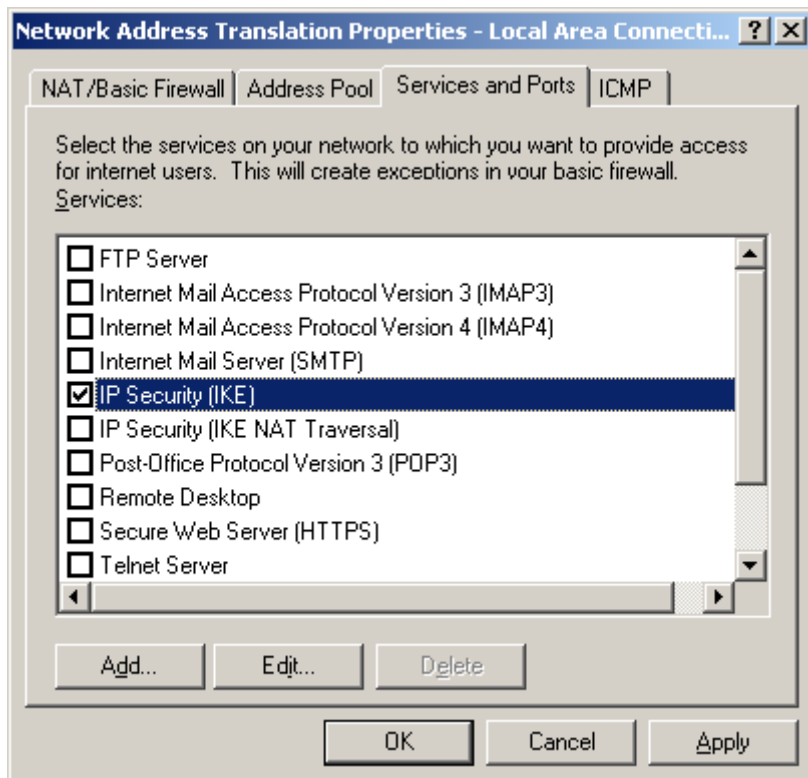 Network Address Translation Properties - Local Area Connecti...
NAT/Basic Firewall Address Pool Services and Ports ICMP
Select the services on your network to which you want to provide access
for internet users. This will create exceptions in your basic firewall.
Services:
FTP Server
Internet Mail Access Protocol Version 3 (IMAP3)
Internet Mail Access Protocol Version 4 (IMAP4)
Internet Mail Server (SMTP)
IP Security (IKE)
IP Security (IKE NAT Traversal)
Post-Office Protocol Version 3 (POP3)
Remote Desktop
Secure Web Server (HTTPS)
Telnet Server
Add... Edit... Delete
OK Cancel Apply